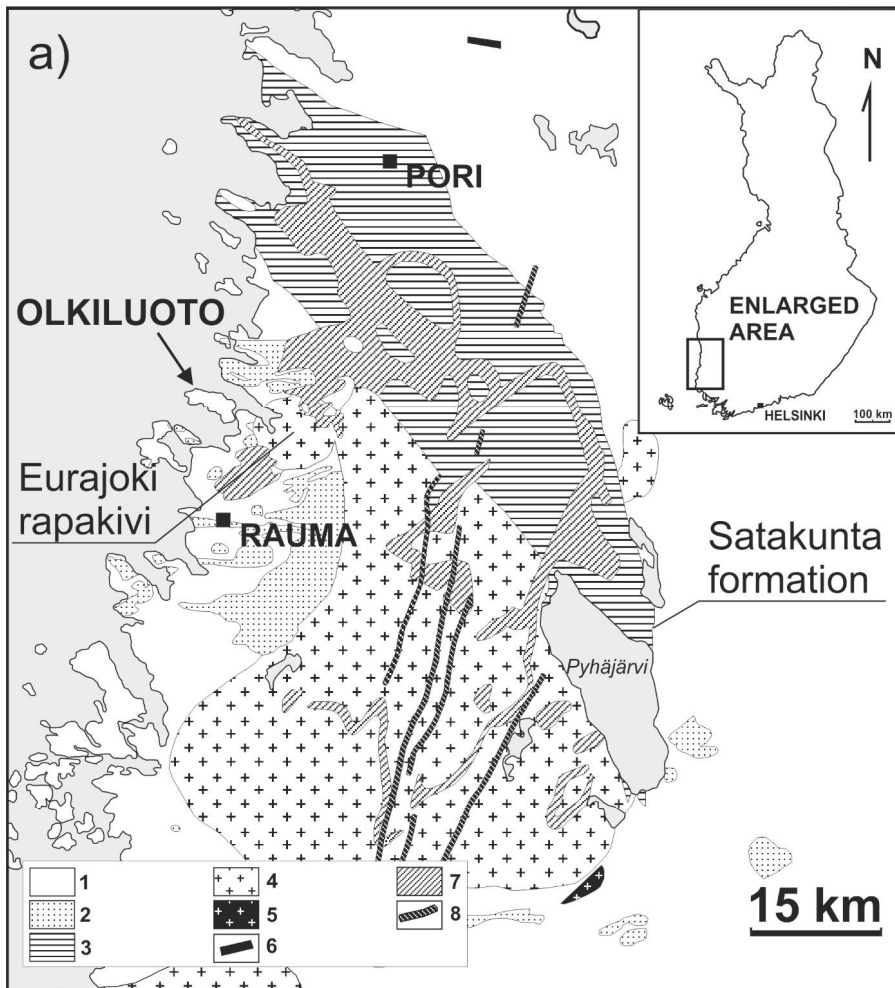 a)
PORI
OLKILUOTO
Eurajoki
rapakivi
RAUMA
Satakunta
formation
Pyhäjärvi
N
ENLARGED
AREA
HELSINKI
100 km
1
2
3
4
5
6
7
8
15 km